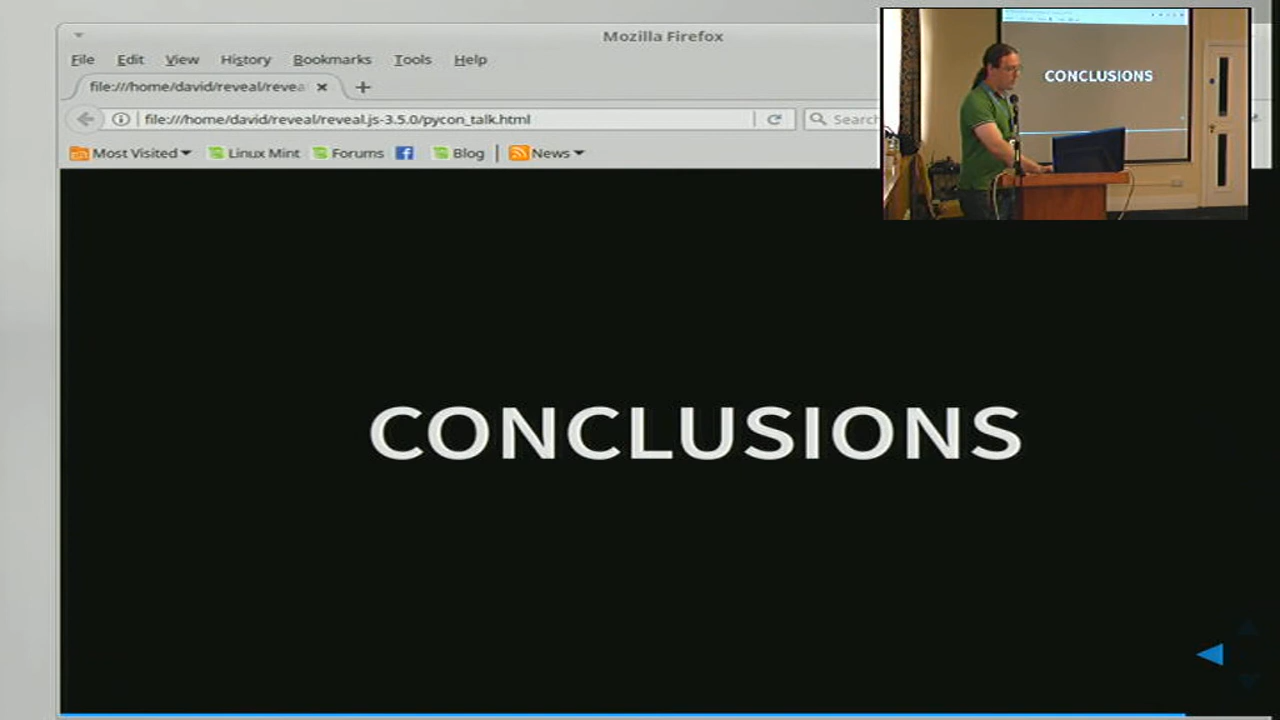 Mozilla Firefox
File Edit View History Bookmarks Tools Help
file:///home/david/reveal/revea
file:///home/david/reveal/reveal.js-3.5.0/pycon_talk.html
Search
Most Visited Linux Mint Forums Blog News
CONCLUSIONS
CONCLUSIONS